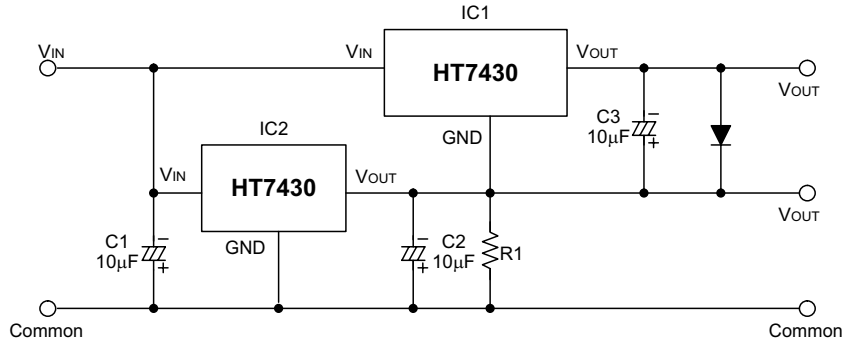 IC1
VIN
VIN
HT7430
VOUT
VOUT
IC2
GND
C3
10μF
VIN
HT7430
VOUT
VOUT
GND
C1
10μF
C2
10μF
R1
Common
Common